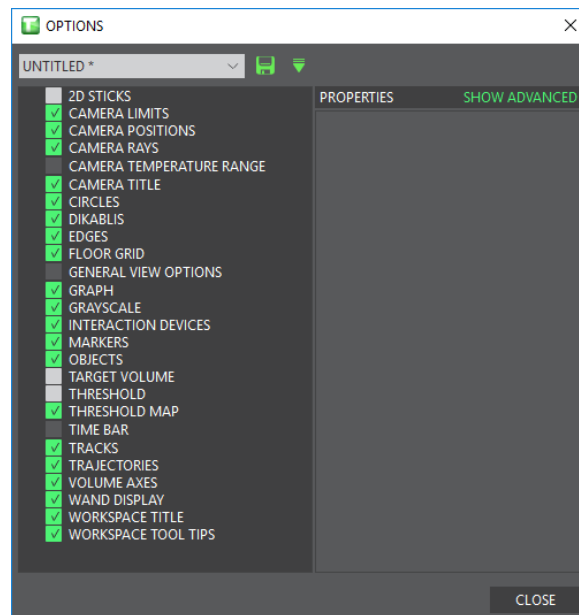 OPTIONS
UNTITLED *
2D STICKS
CAMERA LIMITS
CAMERA POSITIONS
CAMERA RAYS
CAMERA TEMPERATURE RANGE
CAMERA TITLE
CIRCLES
DIKABLIS
EDGES
FLOOR GRID
GENERAL VIEW OPTIONS
GRAPH
GRAYSCALE
INTERACTION DEVICES
MARKERS
OBJECTS
TARGET VOLUME
THRESHOLD
THRESHOLD MAP
TIME BAR
TRACKS
TRAJECTORIES
VOLUME AXES
WAND DISPLAY
WORKSPACE TITLE
WORKSPACE TOOL TIPS
PROPERTIES SHOW ADVANCED
CLOSE